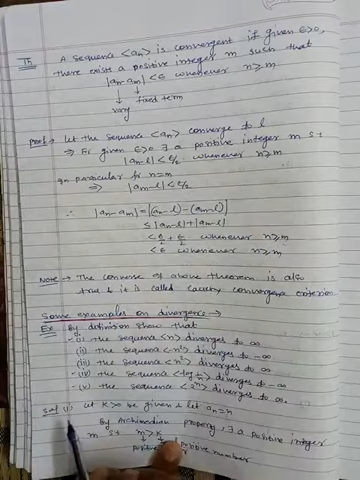 Th A sequence <an> is convergent if given ε>0,
there exists a positive integer m such that
|an-am|<ε whenever n≥m
↓ ↓ fixed term
vary
Proof→ Let the sequence <an> converge to l
⇒ For given ε>0 ∃ a positive integer m s.t
|an-l|<ε/2 whenever n≥m
In particular for n=m
⇒ |am-l|<ε/2
∴ |an-am|=|(an-l)-(am-l)|
≤|an-l|+|am-l|
<ε/2+ε/2 whenever n≥m
<ε whenever n≥m
Note→ The converse of above theorem is also
true & it is called Cauchy convergence criterion.
Some examples on divergence→
Ex By definition show that
(i) the sequence <n> diverges to ∞
(ii) the sequence diverges to -∞
(iii) the sequence diverges to ∞
(iv) the sequence diverges to -∞
(v) the sequence diverges to ∞.
Sol (i) Let K>0 be given & let an=n
By Archimedian property, ∃ a positive integer
m s.t m>K
Positive number